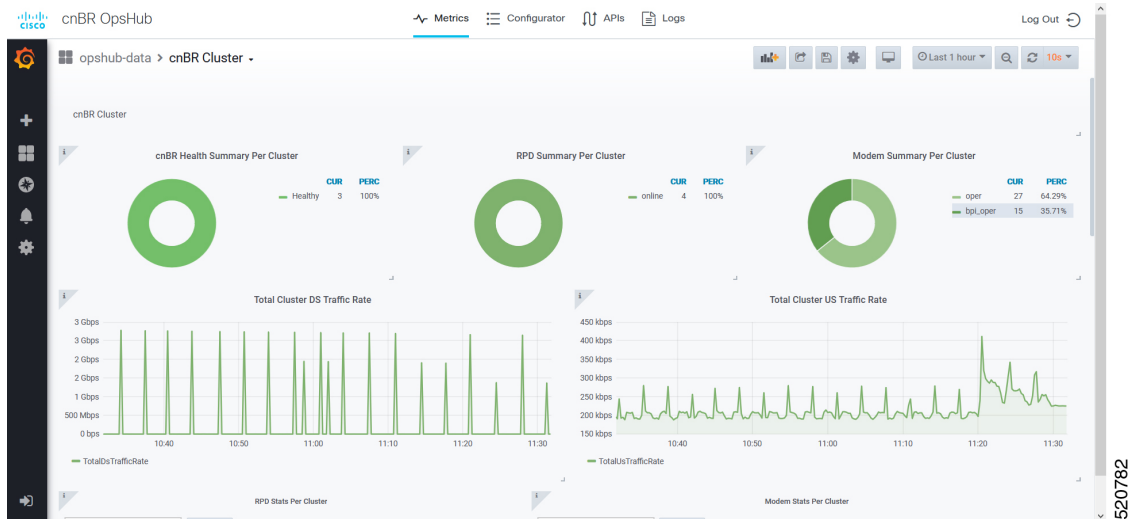 cisco cnBR OpsHub Metrics Configurator APIs Logs Log Out
opshub-data > cnBR Cluster Last 1 hour 10s
cnBR Cluster
cnBR Health Summary Per Cluster
CUR PERC
Healthy 3 100%
RPD Summary Per Cluster
CUR PERC
online 4 100%
Modem Summary Per Cluster
CUR PERC
oper 27 64.29%
bpi_oper 15 35.71%
Total Cluster DS Traffic Rate
3 Gbps
3 Gbps
2 Gbps
2 Gbps
1 Gbps
500 Mbps
0 bps
10:40 10:50 11:00 11:10 11:20 11:30
TotalDsTrafficRate
Total Cluster US Traffic Rate
450 kbps
400 kbps
350 kbps
300 kbps
250 kbps
200 kbps
150 kbps
10:40 10:50 11:00 11:10 11:20 11:30
TotalUsTrafficRate
RPD Stats Per Cluster
Modem Stats Per Cluster
520782